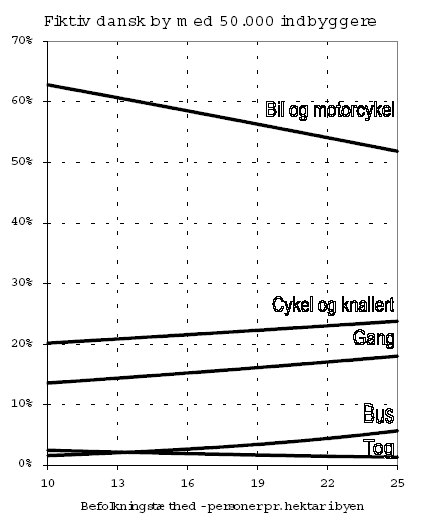 Fiktiv dansk by med 50.000 indbyggere
70%
60%
Bil og motorcykel
50%
40%
30%
Cykel og knallert
20%
Gang
10%
Bus
Tog
0%
10 13 16 19 22 25
Befolkningstæthed - personer pr. hektar i byen